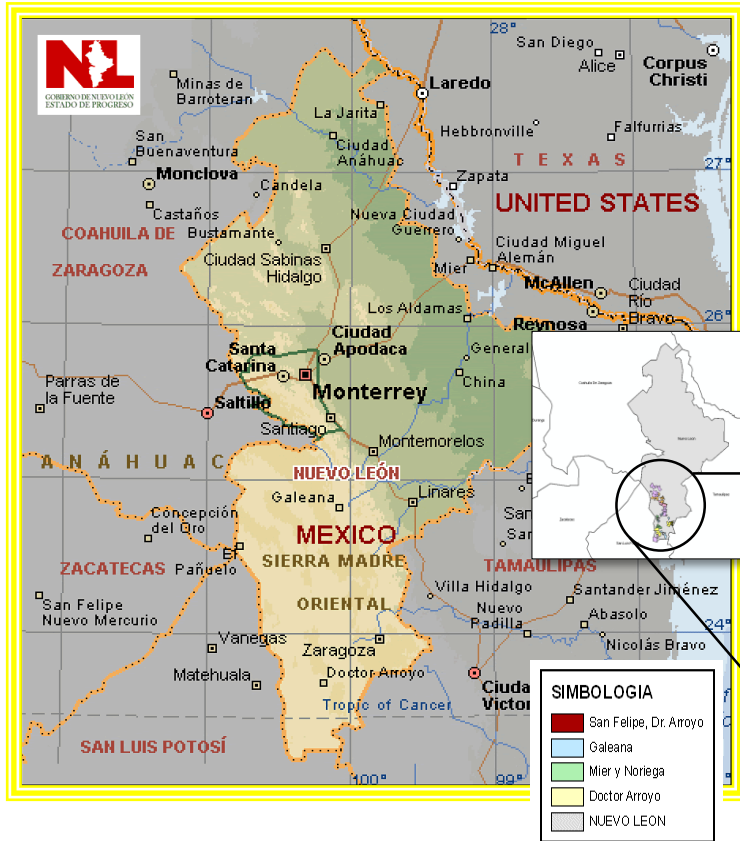 NL
GOBIERNO DE NUEVO LEÓN
ESTADO DE PROGRESO
28°
San Diego
Alice
Corpus
Christi
Minas de
Barroteran
Laredo
La Jarita
Hebbronville
Falfurrias
San
Buenaventura
Ciudad
Anáhuac
TEXAS
27°
Monclova
Candela
Zapata
UNITED STATES
Castaños
Nueva Ciudad
Guerrero
COAHUILA DE
ZARAGOZA
Bustamante
Ciudad Sabinas
Hidalgo
Ciudad Miguel
Alemán
Mier
McAllen
Ciudad
Río
Bravo
Los Aldamas
26°
Reynosa
Santa
Catarina
Ciudad
Apodaca
General
China
Parras de
la Fuente
Monterrey
Saltillo
Santiago
Montemorelos
ANÁHUAC
NUEVO LEÓN
Galeana
Linares
Concepción
del Oro
MEXICO
San
San
El
Pañuelo
SIERRA MADRE
ORIENTAL
ZACATECAS
TAMAULIPAS
San Felipe
Nuevo Mercurio
Villa Hidalgo
Santander Jiménez
Nuevo
Padilla
Abasolo
24°
Vanegas
Zaragoza
Nicolás Bravo
Matehuala
Doctor Arroyo
Ciuda
Victor
Tropic of Cancer
f
SAN LUIS POTOSÍ
100°
99°
SIMBOLOGIA
San Felipe, Dr. Arroyo
Galeana
Mier y Noriega
Doctor Arroyo
NUEVO LEON